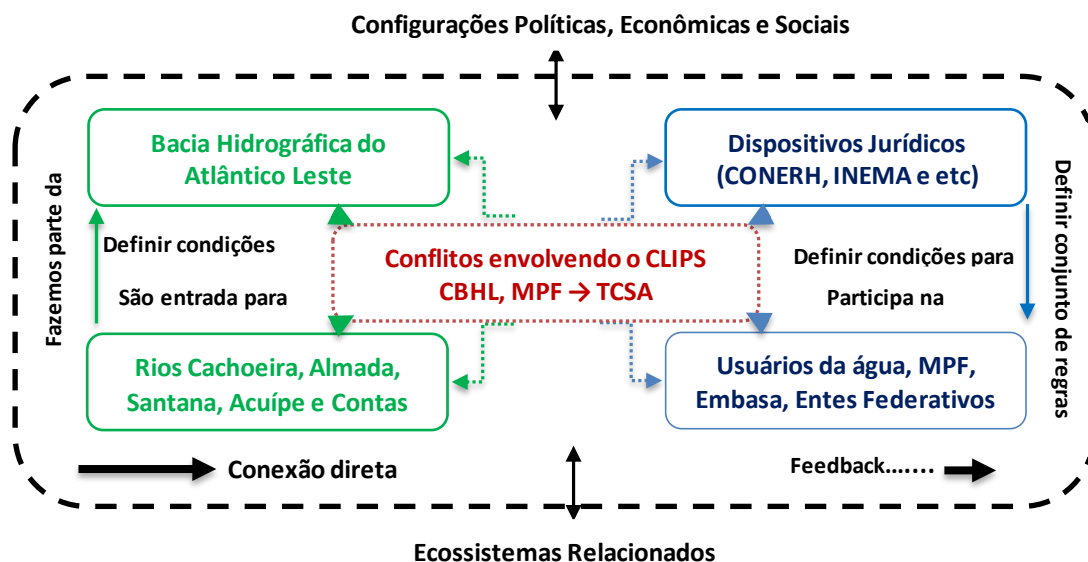 Configurações Políticas, Econômicas e Sociais
Bacia Hidrográfica do
Atlântico Leste
Dispositivos Jurídicos
(CONERH, INEMA e etc)
Fazemos parte da
Definir condições
São entrada para
Conflitos envolvendo o CLIPS
CBHL, MPF → TCSA
Definir condições para
Participa na
Definir conjunto de regras
Rios Cachoeira, Almada,
Santana, Acuípe e Contas
Usuários da água, MPF,
Embasa, Entes Federativos
Conexão direta
Feedback.......
Ecossistemas Relacionados